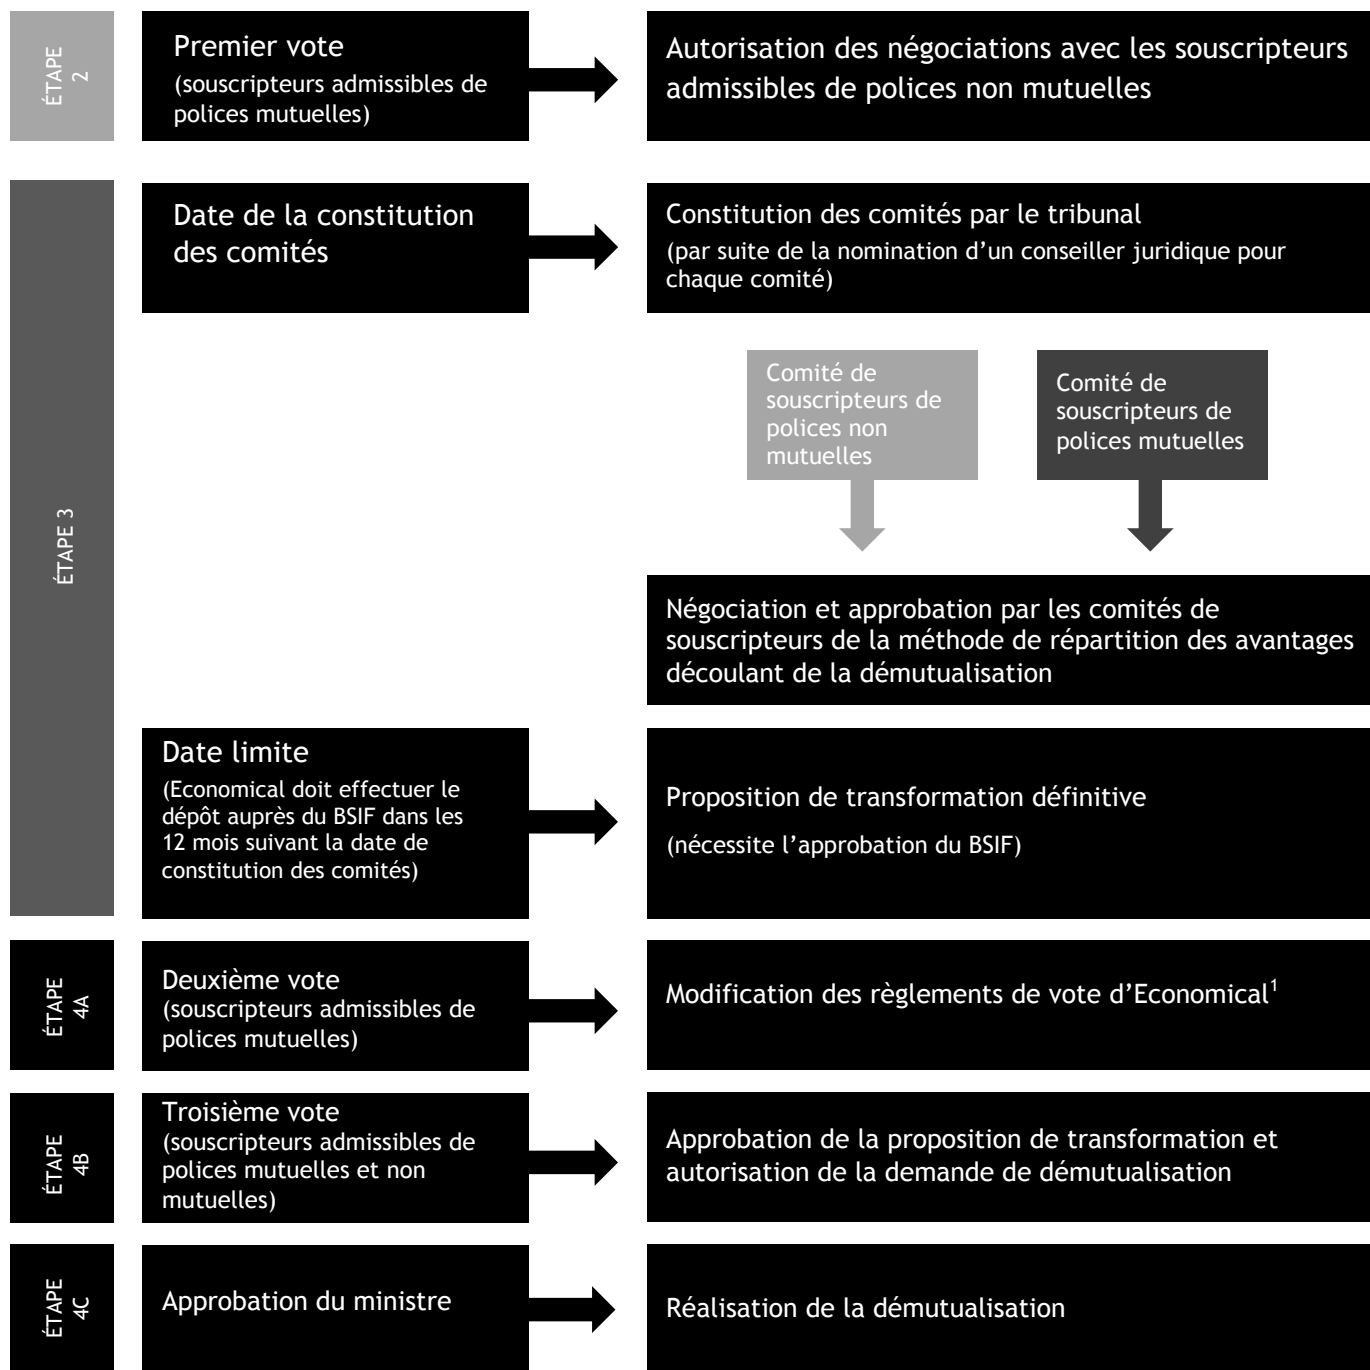 ÉTAPE
2
Premier vote
(souscripteurs admissibles de
polices mutuelles)
Autorisation des négociations avec les souscripteurs
admissibles de polices non mutuelles
ÉTAPE 3
Date de la constitution
des comités
Constitution des comités par le tribunal
(par suite de la nomination d’un conseiller juridique pour
chaque comité)
Comité de
souscripteurs de
polices non
mutuelles
Comité de
souscripteurs de
polices mutuelles
Négociation et approbation par les comités de
souscripteurs de la méthode de répartition des avantages
découlant de la démutualisation
Date limite
(Economical doit effectuer le
dépôt auprès du BSIF dans les
12 mois suivant la date de
constitution des comités)
Proposition de transformation définitive
(nécessite l’approbation du BSIF)
ÉTAPE
4A
Deuxième vote
(souscripteurs admissibles de
polices mutuelles)
Modification des règlements de vote d’Economical¹
ÉTAPE
4B
Troisième vote
(souscripteurs admissibles de
polices mutuelles et non
mutuelles)
Approbation de la proposition de transformation et
autorisation de la demande de démutualisation
ÉTAPE
4C
Approbation du ministre
Réalisation de la démutualisation